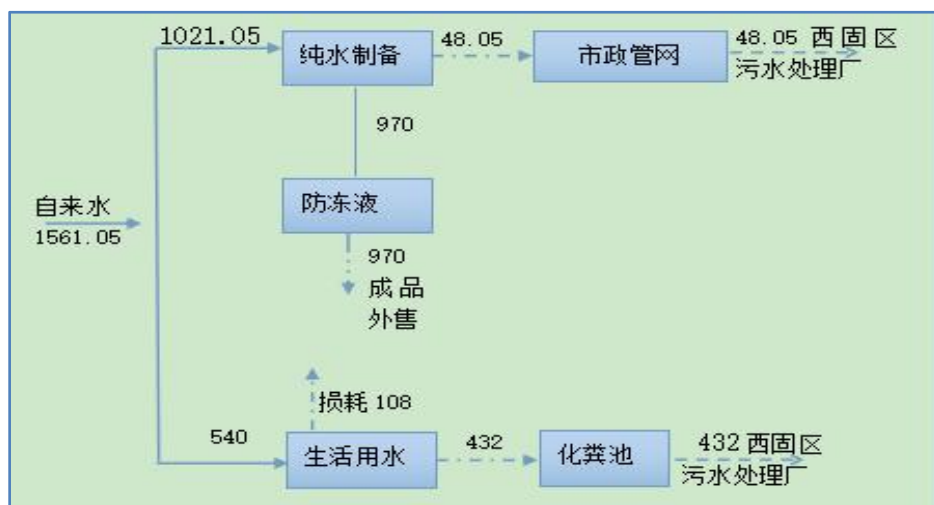 1021.05
纯水制备
48.05
市政管网
48.05 西固区
污水处理厂
970
防冻液
自来水
1561.05
970
成品
外售
损耗 108
540
生活用水
432
化粪池
432 西固区
污水处理厂